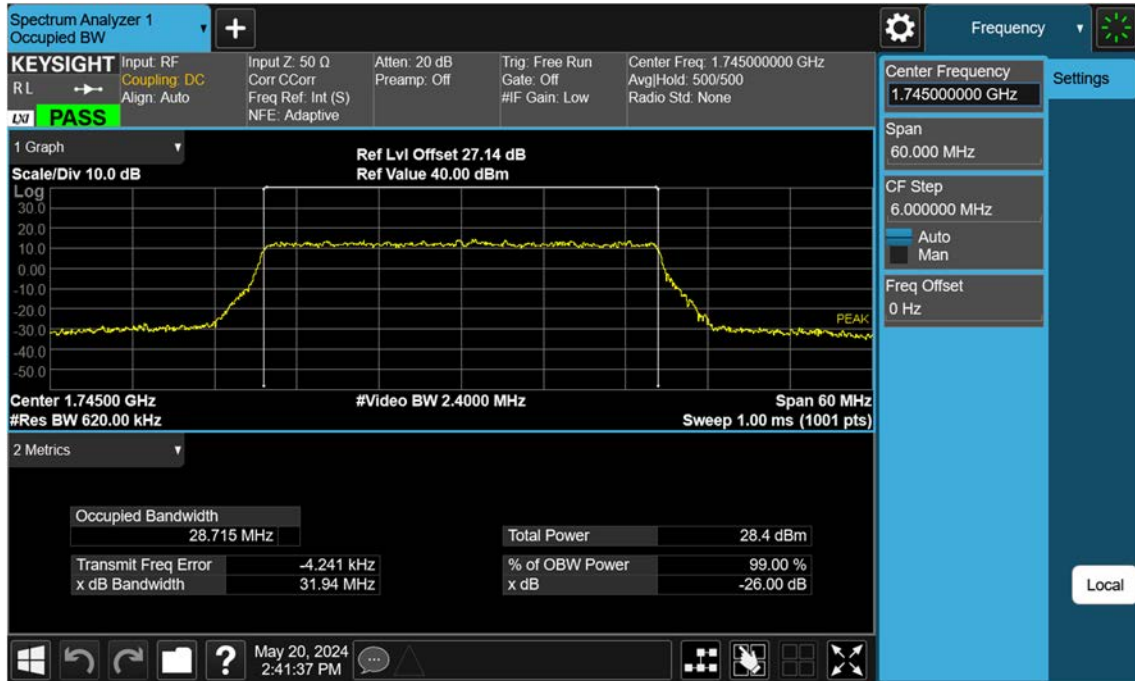 Spectrum Analyzer 1
Occupied BW
Frequency
KEYSIGHT
R L
LXI
PASS
Input: RF
Coupling: DC
Align: Auto
Input Z: 50 Ω
Corr CCorr
Freq Ref: Int (S)
NFE: Adaptive
Atten: 20 dB
Preamp: Off
Trig: Free Run
Gate: Off
#IF Gain: Low
Center Freq: 1.745000000 GHz
Avg|Hold: 500/500
Radio Std: None
Center Frequency
1.745000000 GHz
Settings
Span
60.000 MHz
CF Step
6.000000 MHz
Auto
Man
Freq Offset
0 Hz
Local
1 Graph
Scale/Div 10.0 dB
Ref Lvl Offset 27.14 dB
Ref Value 40.00 dBm
Log
30.0
20.0
10.0
0.00
-10.0
-20.0
-30.0
-40.0
-50.0
PEAK
Center 1.74500 GHz
#Video BW 2.4000 MHz
Span 60 MHz
#Res BW 620.00 kHz
Sweep 1.00 ms (1001 pts)
2 Metrics
Occupied Bandwidth
28.715 MHz
Total Power 28.4 dBm
Transmit Freq Error -4.241 kHz
% of OBW Power 99.00 %
x dB Bandwidth 31.94 MHz
x dB -26.00 dB
?
May 20, 2024
2:41:37 PM